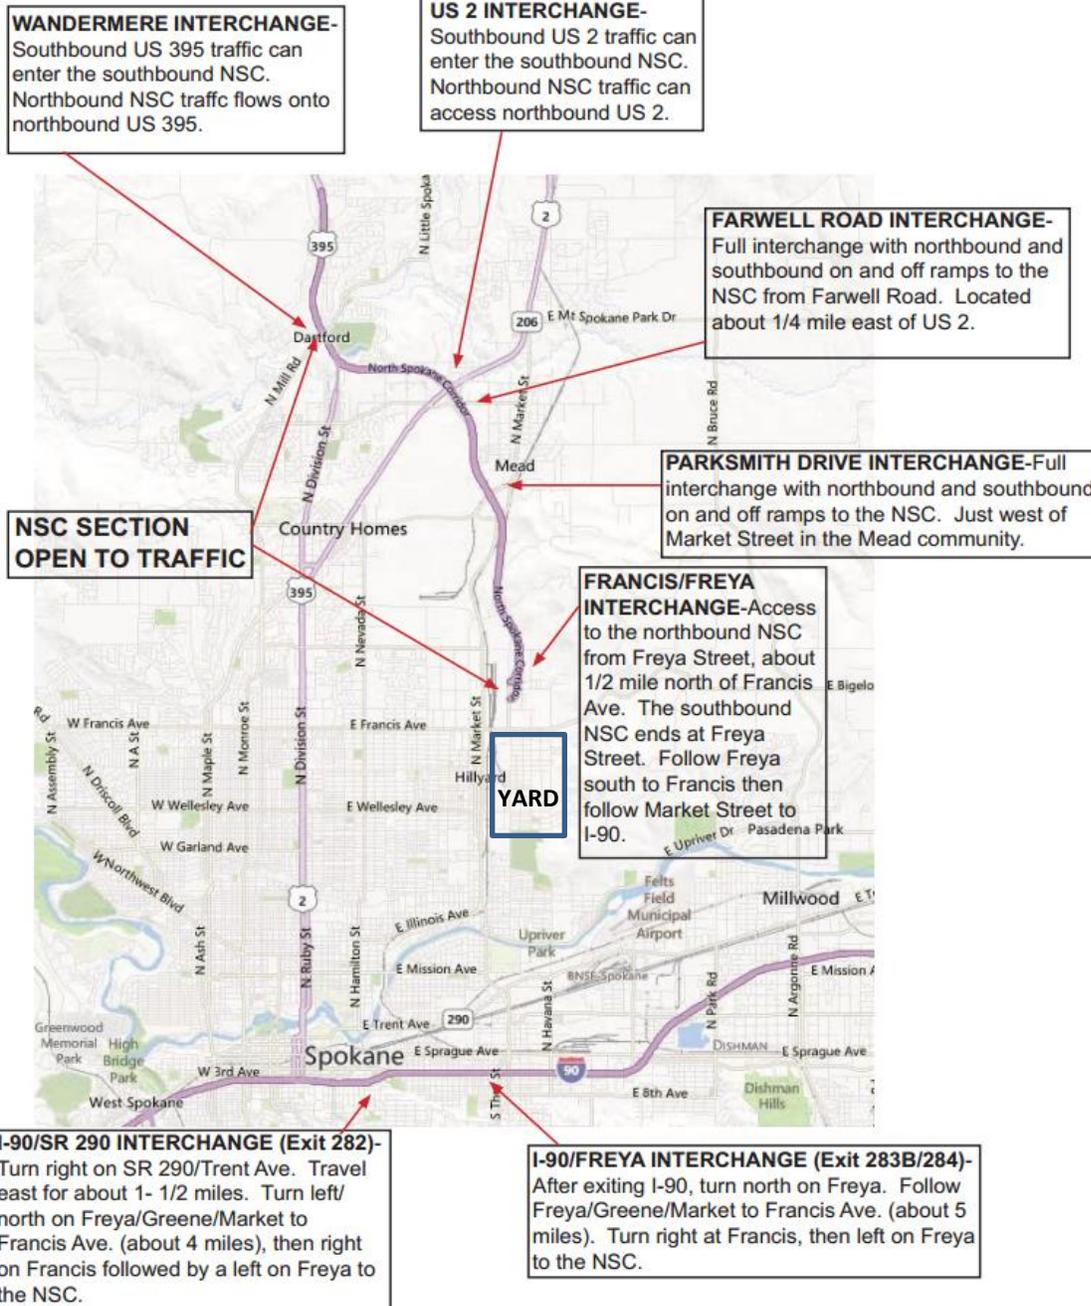 WANDERMERE INTERCHANGE-
Southbound US 395 traffic can
enter the southbound NSC.
Northbound NSC traffc flows onto
northbound US 395.
US 2 INTERCHANGE-
Southbound US 2 traffic can
enter the southbound NSC.
Northbound NSC traffic can
access northbound US 2.
FARWELL ROAD INTERCHANGE-
Full interchange with northbound and
southbound on and off ramps to the
NSC from Farwell Road. Located
about 1/4 mile east of US 2.
PARKSMITH DRIVE INTERCHANGE-Full
interchange with northbound and southbound
on and off ramps to the NSC. Just west of
Market Street in the Mead community.
NSC SECTION
OPEN TO TRAFFIC
FRANCIS/FREYA
INTERCHANGE-Access
to the northbound NSC
from Freya Street, about
1/2 mile north of Francis
Ave. The southbound
NSC ends at Freya
Street. Follow Freya
south to Francis then
follow Market Street to
I-90.
N Little Spoka
2
395
206
E Mt Spokane Park Dr
Dartford
N Mill Rd
North Spokane Corridor
N Market St
N Bruce Rd
N Division St
Mead
Country Homes
395
N Nevada St
North Spokane Corridor
E Bigelo
Rd
W Francis Ave
E Francis Ave
N Assembly St
N A St
N Maple St
N Monroe St
N Division St
N Market St
N Driscoll Blvd
Hillyard
YARD
W Wellesley Ave
E Wellesley Ave
W Garland Ave
E Upriver Dr
Pasadena Park
W Northwest Blvd
Felts
Field
Municipal
Airport
Millwood
E T
2
E Illinois Ave
Upriver
Park
N Ash St
N Ruby St
N Hamilton St
E Mission Ave
BNSF-Spokane
N Havana St
N Park Rd
N Argonne Rd
E Mission A
Greenwood
Memorial
Park
High
Bridge
Park
E Trent Ave
290
Spokane
E Sprague Ave
DISHMAN
E Sprague Ave
W 3rd Ave
90
West Spokane
E 8th Ave
Dishman
Hills
I-90/SR 290 INTERCHANGE (Exit 282)-
Turn right on SR 290/Trent Ave. Travel
east for about 1- 1/2 miles. Turn left/
north on Freya/Greene/Market to
Francis Ave. (about 4 miles), then right
on Francis followed by a left on Freya to
the NSC.
I-90/FREYA INTERCHANGE (Exit 283B/284)-
After exiting I-90, turn north on Freya. Follow
Freya/Greene/Market to Francis Ave. (about 5
miles). Turn right at Francis, then left on Freya
to the NSC.